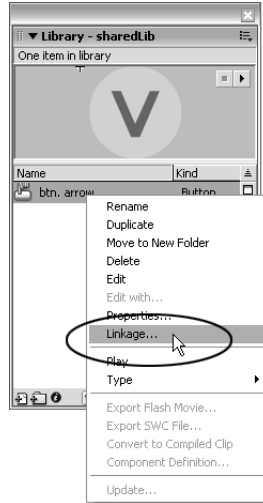 Library - sharedLib
One item in library
V
Name Kind
btn. arrow Button
Rename
Duplicate
Move to New Folder
Delete
Edit
Edit with...
Properties...
Linkage...
Play
Type
Export Flash Movie...
Export SWC File...
Convert to Compiled Clip
Component Definition...
Update...